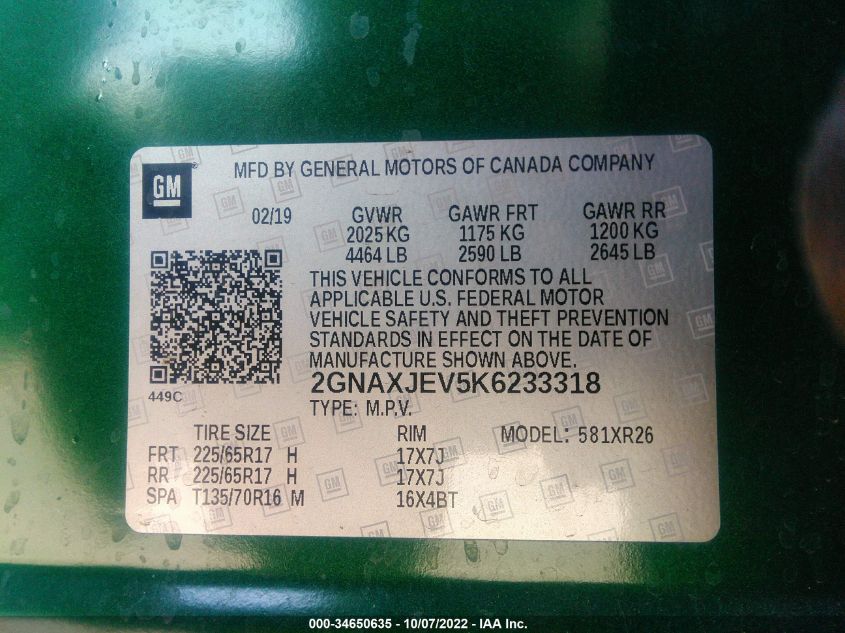 GM
MFD BY GENERAL MOTORS OF CANADA COMPANY
02/19 GVWR GAWR FRT GAWR RR
2025 KG 1175 KG 1200 KG
4464 LB 2590 LB 2645 LB
THIS VEHICLE CONFORMS TO ALL
APPLICABLE U.S. FEDERAL MOTOR
VEHICLE SAFETY AND THEFT PREVENTION
STANDARDS IN EFFECT ON THE DATE OF
MANUFACTURE SHOWN ABOVE.
449C
2GNAXJEV5K6233318
TYPE: M.P.V.
TIRE SIZE RIM MODEL: 581XR26
FRT 225/65R17 H 17X7J
RR 225/65R17 H 17X7J
SPA T135/70R16 M 16X4BT
000-34650635 - 10/07/2022 - IAA Inc.